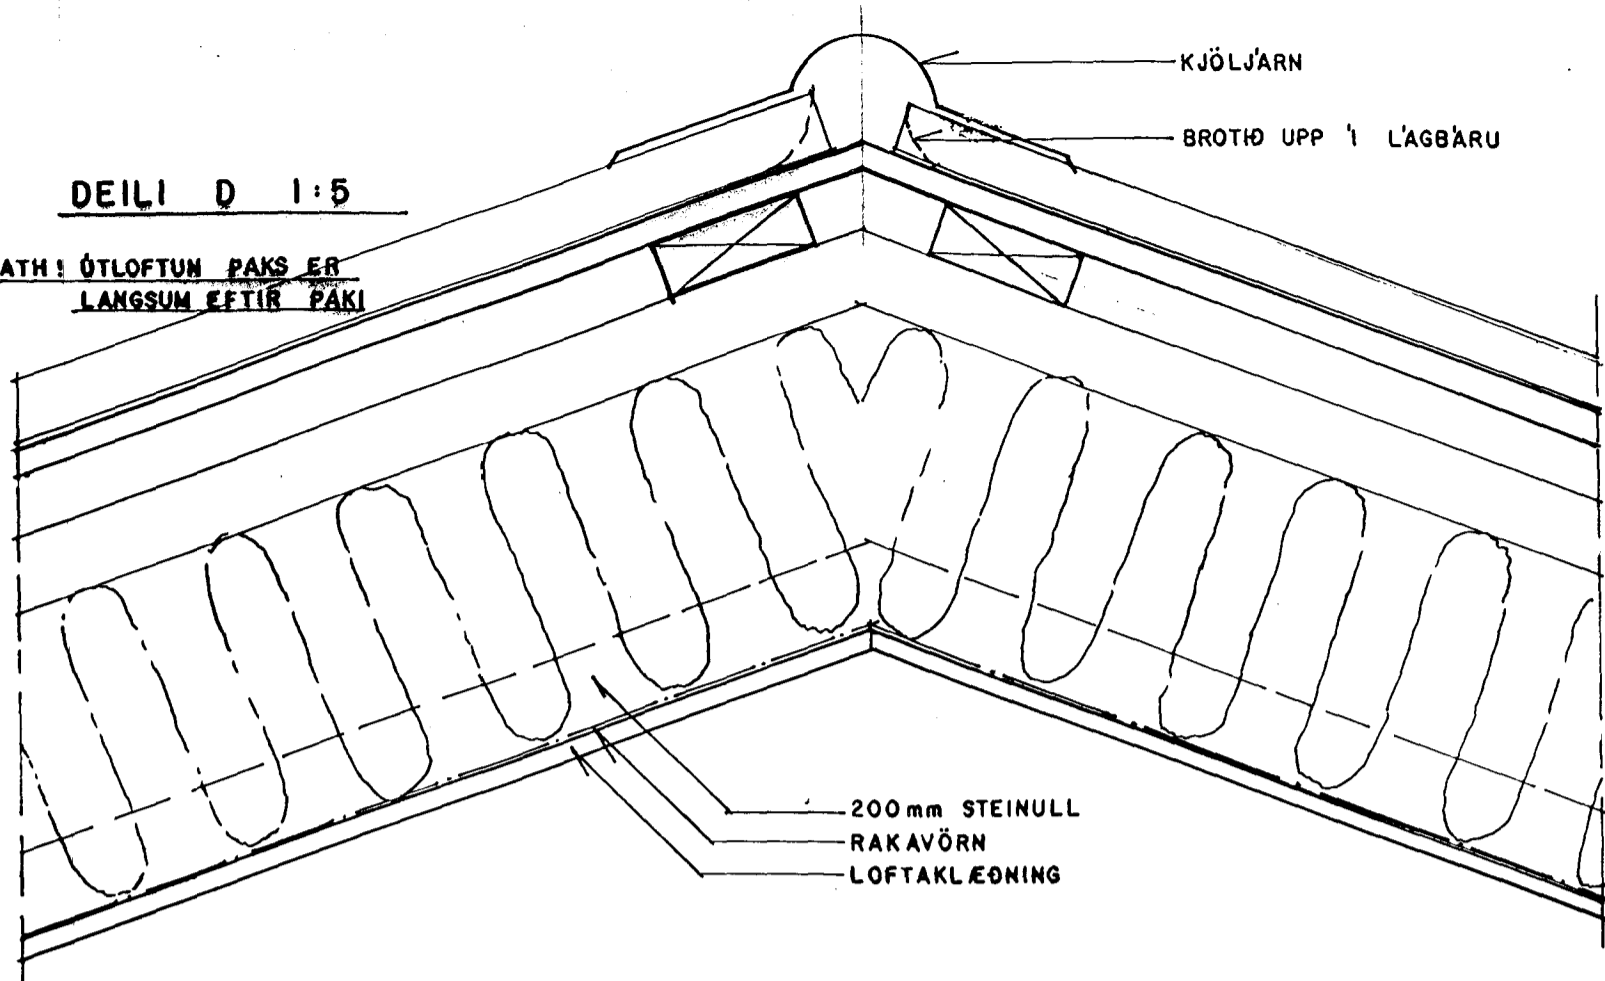 KJÖLJÁRN
BROTIÐ UPP Í LÁGBÁRU
DEILI D 1:5
ATH! ÚTLOFTUN ÞAKS ER
LANGSUM EFTIR ÞAKI
200mm STEINULL
RAKAVÖRN
LOFTAKLÆÐNING